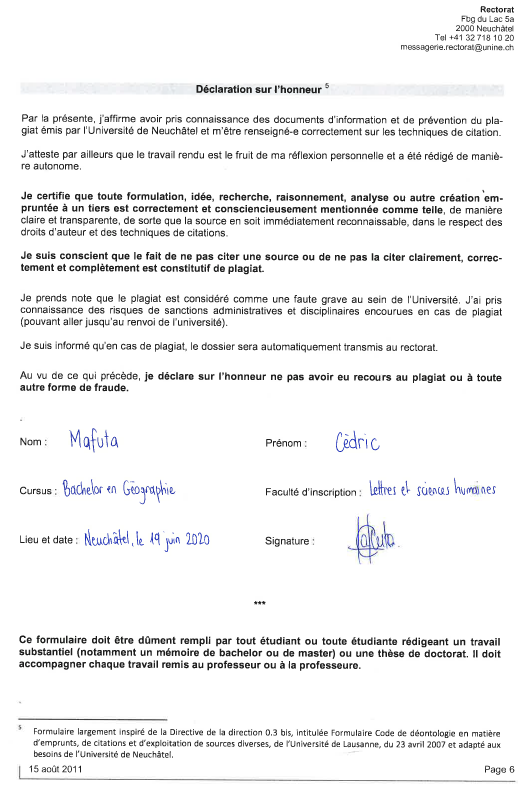 Rectorat
Fbg du Lac 5a
2000 Neuchâtel
Tel +41 32 718 10 20
messagerie.rectorat@unine.ch
Déclaration sur l'honneur 5
Par la présente, j'affirme avoir pris connaissance des documents d'information et de prévention du pla-
giat émis par l'Université de Neuchâtel et m'être renseigné-e correctement sur les techniques de citation.
J'atteste par ailleurs que le travail rendu est le fruit de ma réflexion personnelle et a été rédigé de maniè-
re autonome.
Je certifie que toute formulation, idée, recherche, raisonnement, analyse ou autre création em-
pruntée à un tiers est correctement et consciencieusement mentionnée comme telle, de manière
claire et transparente, de sorte que la source en soit immédiatement reconnaissable, dans le respect des
droits d'auteur et des techniques de citations.
Je suis conscient que le fait de ne pas citer une source ou de ne pas la citer clairement, correc-
tement et complètement est constitutif de plagiat.
Je prends note que le plagiat est considéré comme une faute grave au sein de l'Université. J'ai pris
connaissance des risques de sanctions administratives et disciplinaires encourues en cas de plagiat
(pouvant aller jusqu'au renvoi de l'université).
Je suis informé qu'en cas de plagiat, le dossier sera automatiquement transmis au rectorat.
Au vu de ce qui précède, je déclare sur l'honneur ne pas avoir eu recours au plagiat ou à toute
autre forme de fraude.
Nom : Mafuta Prénom : Cédric
Cursus : Bachelor en Géographie Faculté d'inscription : Lettres et sciences humaines
Lieu et date : Neuchâtel, le 19 juin 2020 Signature :
***
Ce formulaire doit être dûment rempli par tout étudiant ou toute étudiante rédigeant un travail
substantiel (notamment un mémoire de bachelor ou de master) ou une thèse de doctorat. Il doit
accompagner chaque travail remis au professeur ou à la professeure.
5 Formulaire largement inspiré de la Directive de la direction 0.3 bis, intitulée Formulaire Code de déontologie en matière
d'emprunts, de citations et d'exploitation de sources diverses, de l'Université de Lausanne, du 23 avril 2007 et adapté aux
besoins de l'Université de Neuchâtel.
15 août 2011 Page 6